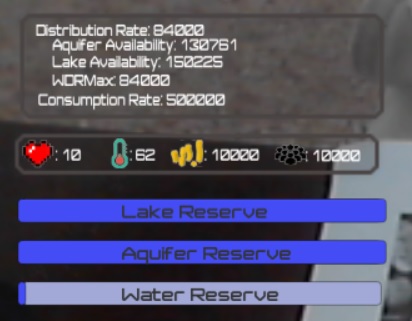 Distribution Rate: 84000
Aquifer Availability: 130761
Lake Availability: 150225
WDRMax: 84000
Consumption Rate: 500000
: 10 : 62 : 10000 : 10000
Lake Reserve
Aquifer Reserve
Water Reserve